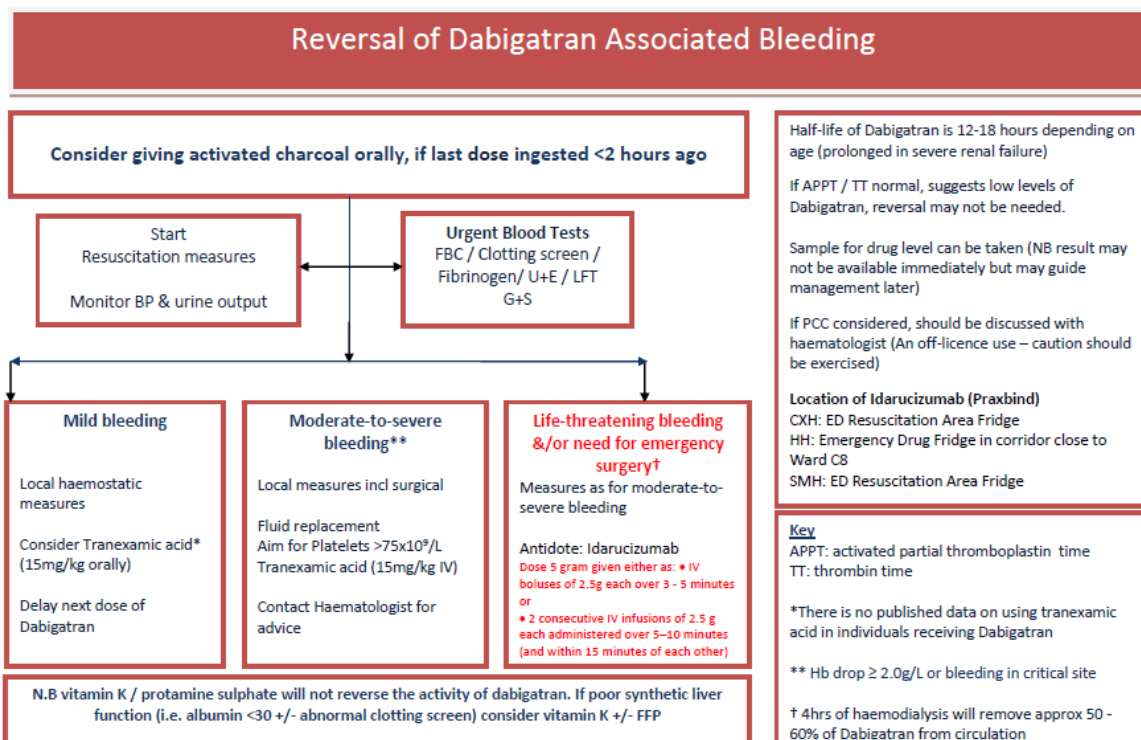 Reversal of Dabigatran Associated Bleeding
Consider giving activated charcoal orally, if last dose ingested <2 hours ago
Start
Resuscitation measures
Monitor BP & urine output
Urgent Blood Tests
FBC / Clotting screen /
Fibrinogen/ U+E / LFT
G+S
Mild bleeding
Local haemostatic
measures
Consider Tranexamic acid*
(15mg/kg orally)
Delay next dose of
Dabigatran
Moderate-to-severe
bleeding**
Local measures incl surgical
Fluid replacement
Aim for Platelets >75x10⁹/L
Tranexamic acid (15mg/kg IV)
Contact Haematologist for
advice
Life-threatening bleeding
&/or need for emergency
surgery†
Measures as for moderate-to-
severe bleeding
Antidote: Idarucizumab
Dose 5 gram given either as: • IV
boluses of 2.5g each over 3 - 5 minutes
or
• 2 consecutive IV infusions of 2.5 g
each administered over 5–10 minutes
(and within 15 minutes of each other)
N.B vitamin K / protamine sulphate will not reverse the activity of dabigatran. If poor synthetic liver
function (i.e. albumin <30 +/- abnormal clotting screen) consider vitamin K +/- FFP
Half-life of Dabigatran is 12-18 hours depending on
age (prolonged in severe renal failure)
If APPT / TT normal, suggests low levels of
Dabigatran, reversal may not be needed.
Sample for drug level can be taken (NB result may
not be available immediately but may guide
management later)
If PCC considered, should be discussed with
haematologist (An off-licence use – caution should
be exercised)
Location of Idarucizumab (Praxbind)
CXH: ED Resuscitation Area Fridge
HH: Emergency Drug Fridge in corridor close to
Ward C8
SMH: ED Resuscitation Area Fridge
Key
APPT: activated partial thromboplastin time
TT: thrombin time
*There is no published data on using tranexamic
acid in individuals receiving Dabigatran
** Hb drop ≥ 2.0g/L or bleeding in critical site
† 4hrs of haemodialysis will remove approx 50 -
60% of Dabigatran from circulation